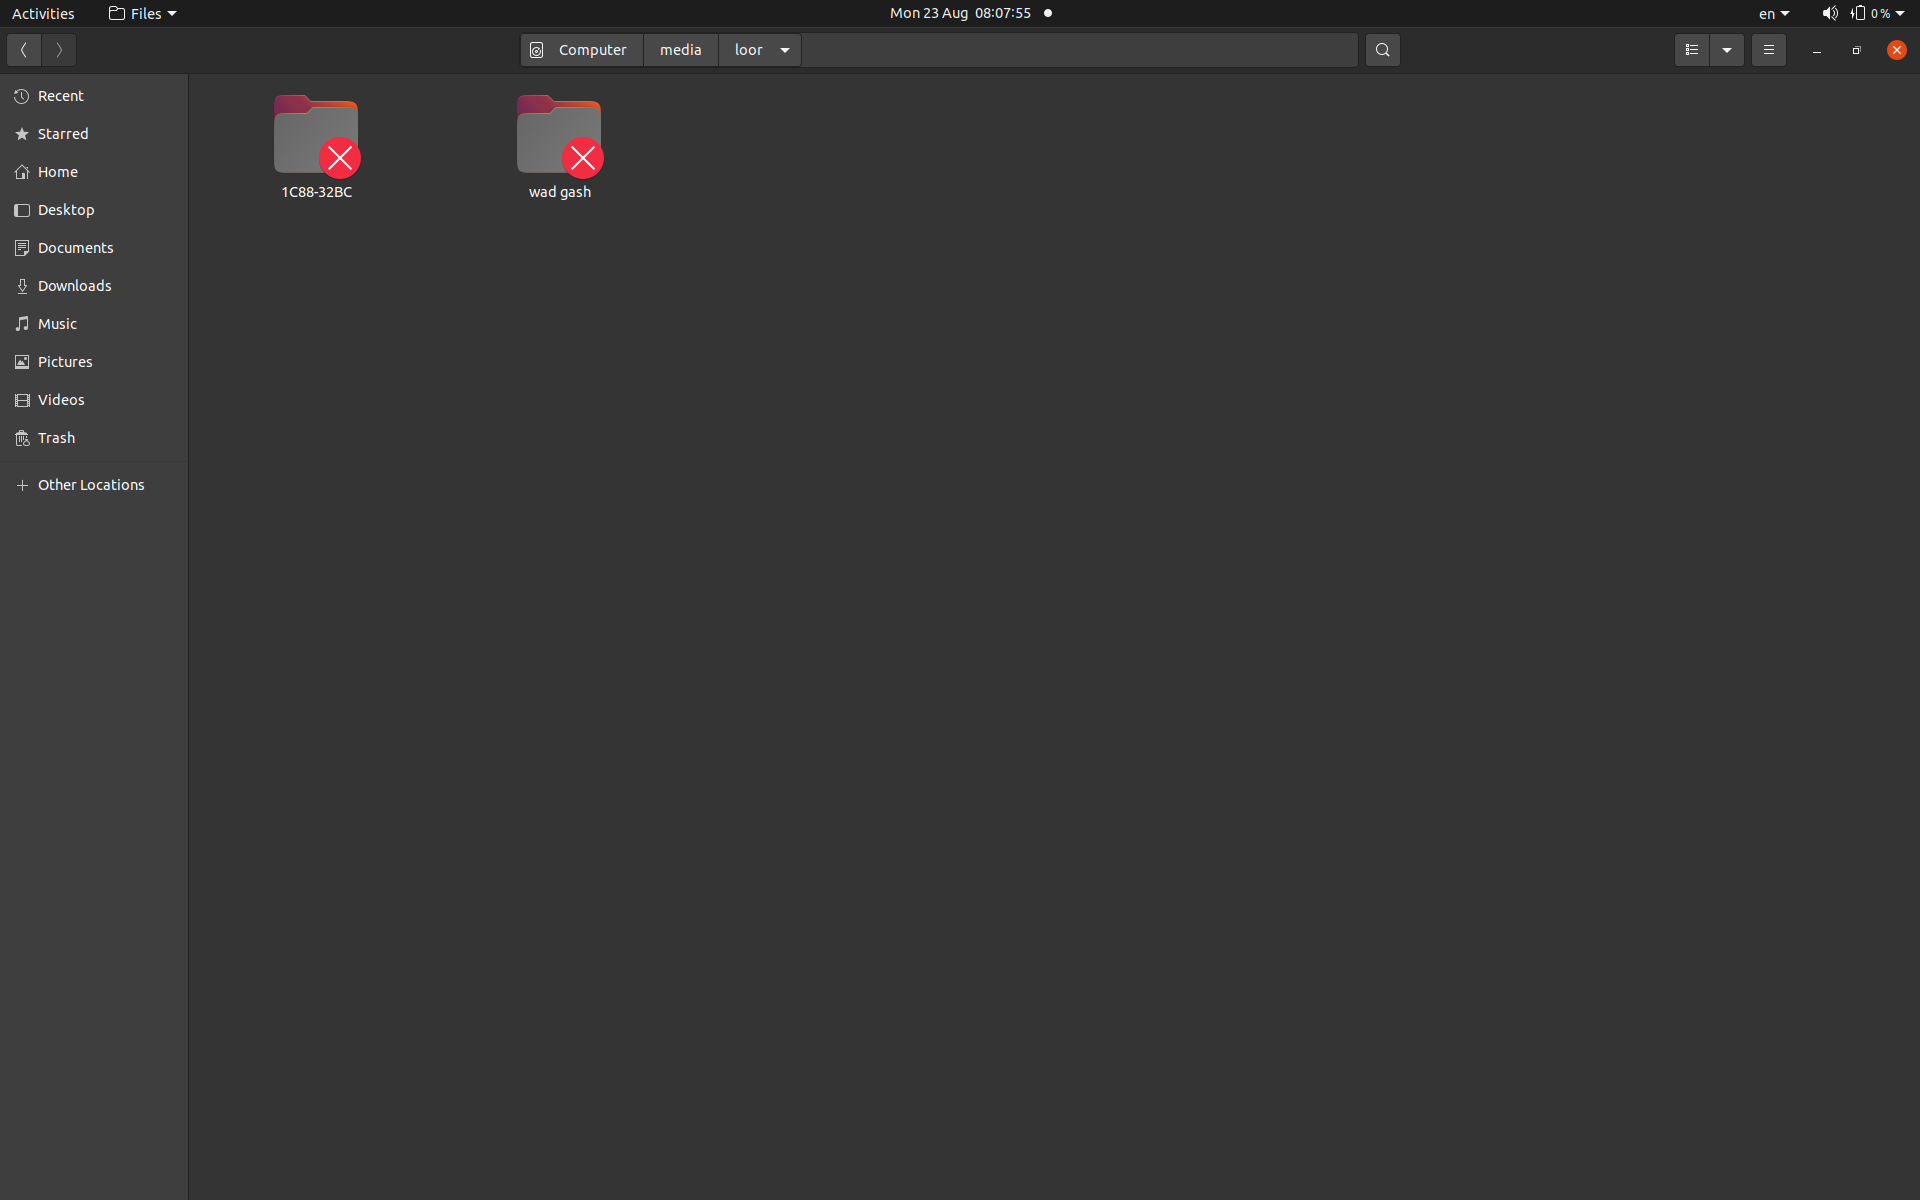 Activities Files Mon 23 Aug 08:07:55 en 0 %
Computer media loor
Recent
Starred
Home
Desktop
Documents
Downloads
Music
Pictures
Videos
Trash
Other Locations
1C88-32BC wad gash